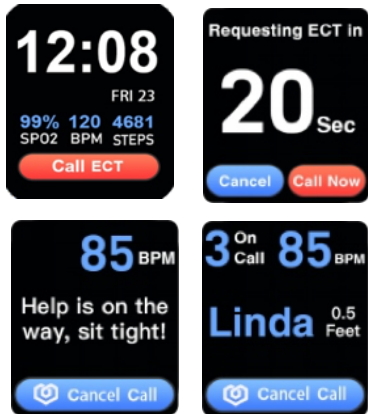 12:08
FRI 23
99% 120 4681
SPO2 BPM STEPS
Call ECT
Requesting ECT in
20 Sec
Cancel Call Now
85 BPM
Help is on the
way, sit tight!
Cancel Call
3 On Call 85 BPM
Linda 0.5 Feet
Cancel Call